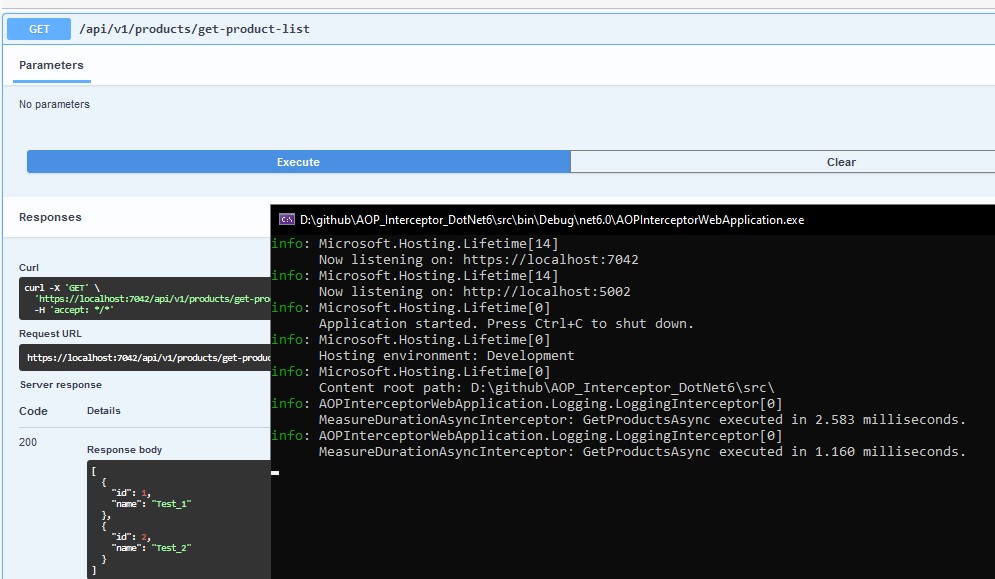 GET /api/v1/products/get-product-list
Parameters
No parameters
Execute
Clear
Responses
Curl
curl -X 'GET' \
'https://localhost:7042/api/v1/products/get-pro
-H 'accept: */*'
Request URL
https://localhost:7042/api/v1/products/get-produc
Server response
Code Details
200
Response body
[
{
"id": 1,
"name": "Test_1"
},
{
"id": 2,
"name": "Test_2"
}
]
D:\github\AOP_Interceptor_DotNet6\src\bin\Debug\net6.0\AOPInterceptorWebApplication.exe
info: Microsoft.Hosting.Lifetime[14]
Now listening on: https://localhost:7042
info: Microsoft.Hosting.Lifetime[14]
Now listening on: http://localhost:5002
info: Microsoft.Hosting.Lifetime[0]
Application started. Press Ctrl+C to shut down.
info: Microsoft.Hosting.Lifetime[0]
Hosting environment: Development
info: Microsoft.Hosting.Lifetime[0]
Content root path: D:\github\AOP_Interceptor_DotNet6\src\
info: AOPInterceptorWebApplication.Logging.LoggingInterceptor[0]
MeasureDurationAsyncInterceptor: GetProductsAsync executed in 2.583 milliseconds.
info: AOPInterceptorWebApplication.Logging.LoggingInterceptor[0]
MeasureDurationAsyncInterceptor: GetProductsAsync executed in 1.160 milliseconds.